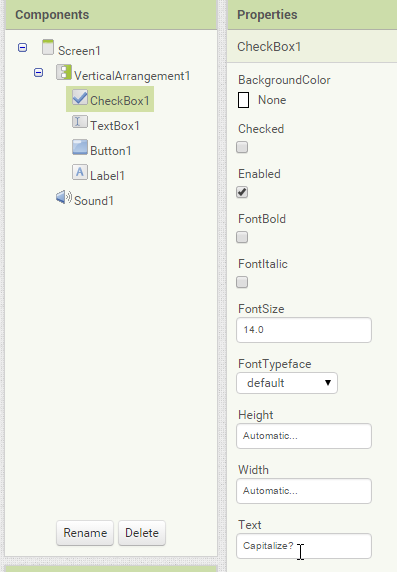 Components
Screen1
VerticalArrangement1
CheckBox1
TextBox1
Button1
Label1
Sound1
Rename
Delete
Properties
CheckBox1
BackgroundColor
None
Checked
Enabled
FontBold
FontItalic
FontSize
14.0
FontTypeface
default
Height
Automatic...
Width
Automatic...
Text
Capitalize?